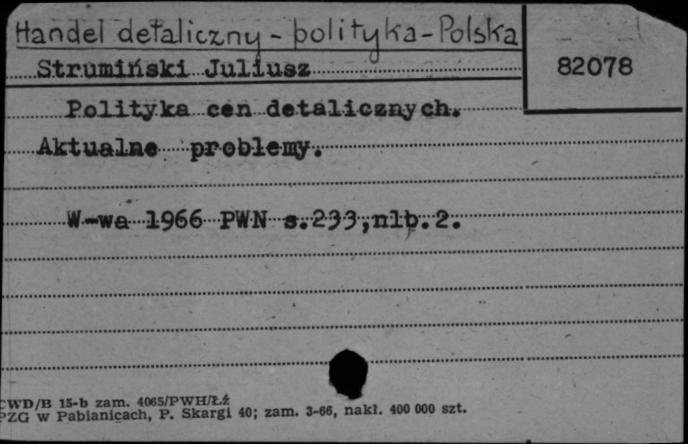 Handel detaliczny - polityka - Polska
Strumiński Juliusz
82078
Polityka cen detalicznych.
Aktualne problemy.
W-wa 1966 PWN s.233,nlb.2.
CWD/B 15-b zam. 4065/PWH/Łź
PZG w Pabianicach, P. Skargi 40; zam. 3-66, nakł. 400 000 szt.